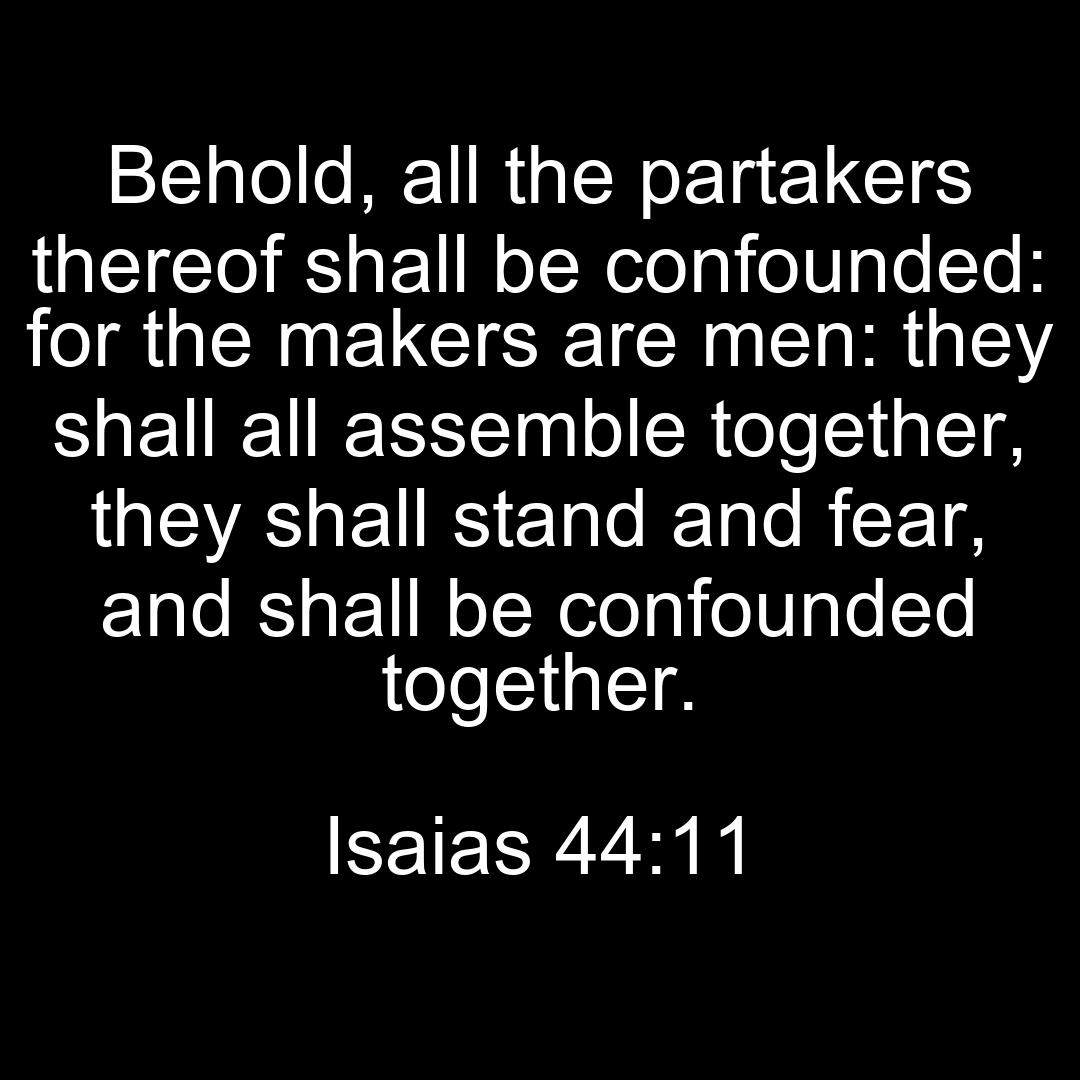 Behold, all the partakers
thereof shall be confounded:
for the makers are men: they
shall all assemble together,
they shall stand and fear,
and shall be confounded
together.
Isaias 44:11